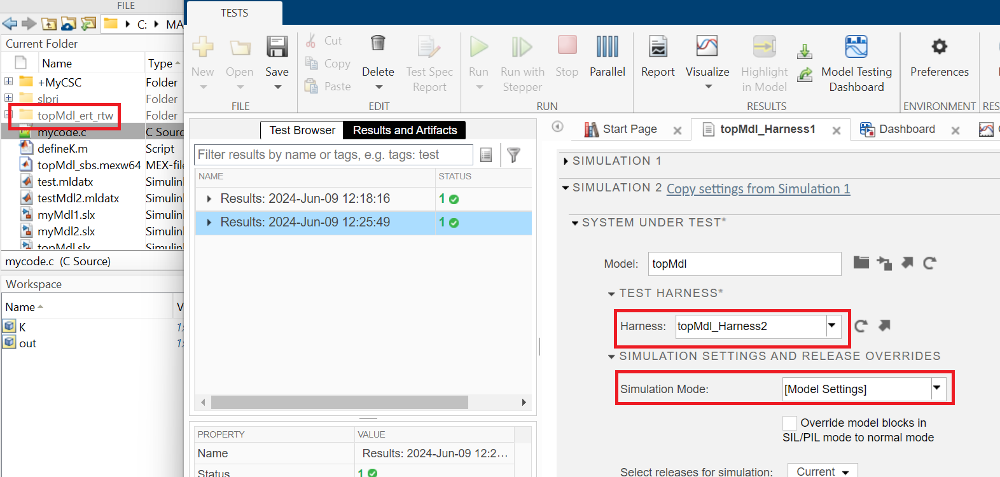 FILE
C:
MA
Current Folder
Name
Type
+MyCSC
Folder
slprj
Folder
topMdl_ert_rtw
Folder
mycode.c
C Sourc
defineK.m
Script
topMdl_sbs.mexw64
MEX-file
test.mldatx
Simulin
testMdl2.mldatx
Simulin
myMdl1.slx
Simulin
myMdl2.slx
Simulin
topMdl.slx
Simulin
mycode.c (C Source)
Workspace
Name
V
K
1
out
1
TESTS
New
Open
Save
Cut
Copy
Paste
Delete
Test Spec
Report
Run
Run with
Stepper
Stop
Parallel
Report
Visualize
Highlight
in Model
Model Testing
Dashboard
Preferences
FILE
EDIT
RUN
RESULTS
ENVIRONMENT
RES
Test Browser
Results and Artifacts
Filter results by name or tags, e.g. tags: test
NAME
STATUS
Results: 2024-Jun-09 12:18:16
1
Results: 2024-Jun-09 12:25:49
1
PROPERTY
VALUE
Name
Results: 2024-Jun-09 12:2...
Status
1
Start Page
topMdl_Harness1
Dashboard
SIMULATION 1
SIMULATION 2
Copy settings from Simulation 1
SYSTEM UNDER TEST*
Model:
topMdl
TEST HARNESS*
Harness:
topMdl_Harness2
SIMULATION SETTINGS AND RELEASE OVERRIDES
Simulation Mode:
[Model Settings]
Override model blocks in
SIL/PIL mode to normal mode
Select releases for simulation:
Current